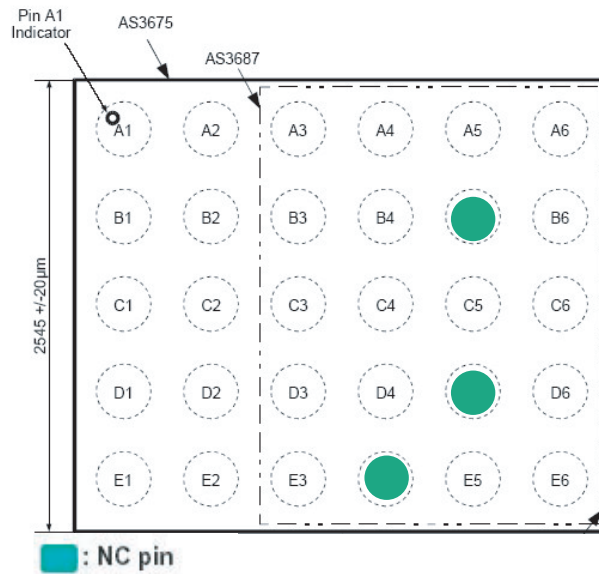 Pin A1
Indicator
AS3675
AS3687
A1 A2 A3 A4 A5 A6
B1 B2 B3 B4 B6
C1 C2 C3 C4 C5 C6
D1 D2 D3 D4 D6
E1 E2 E3 E5 E6
2545 +/-20µm
: NC pin